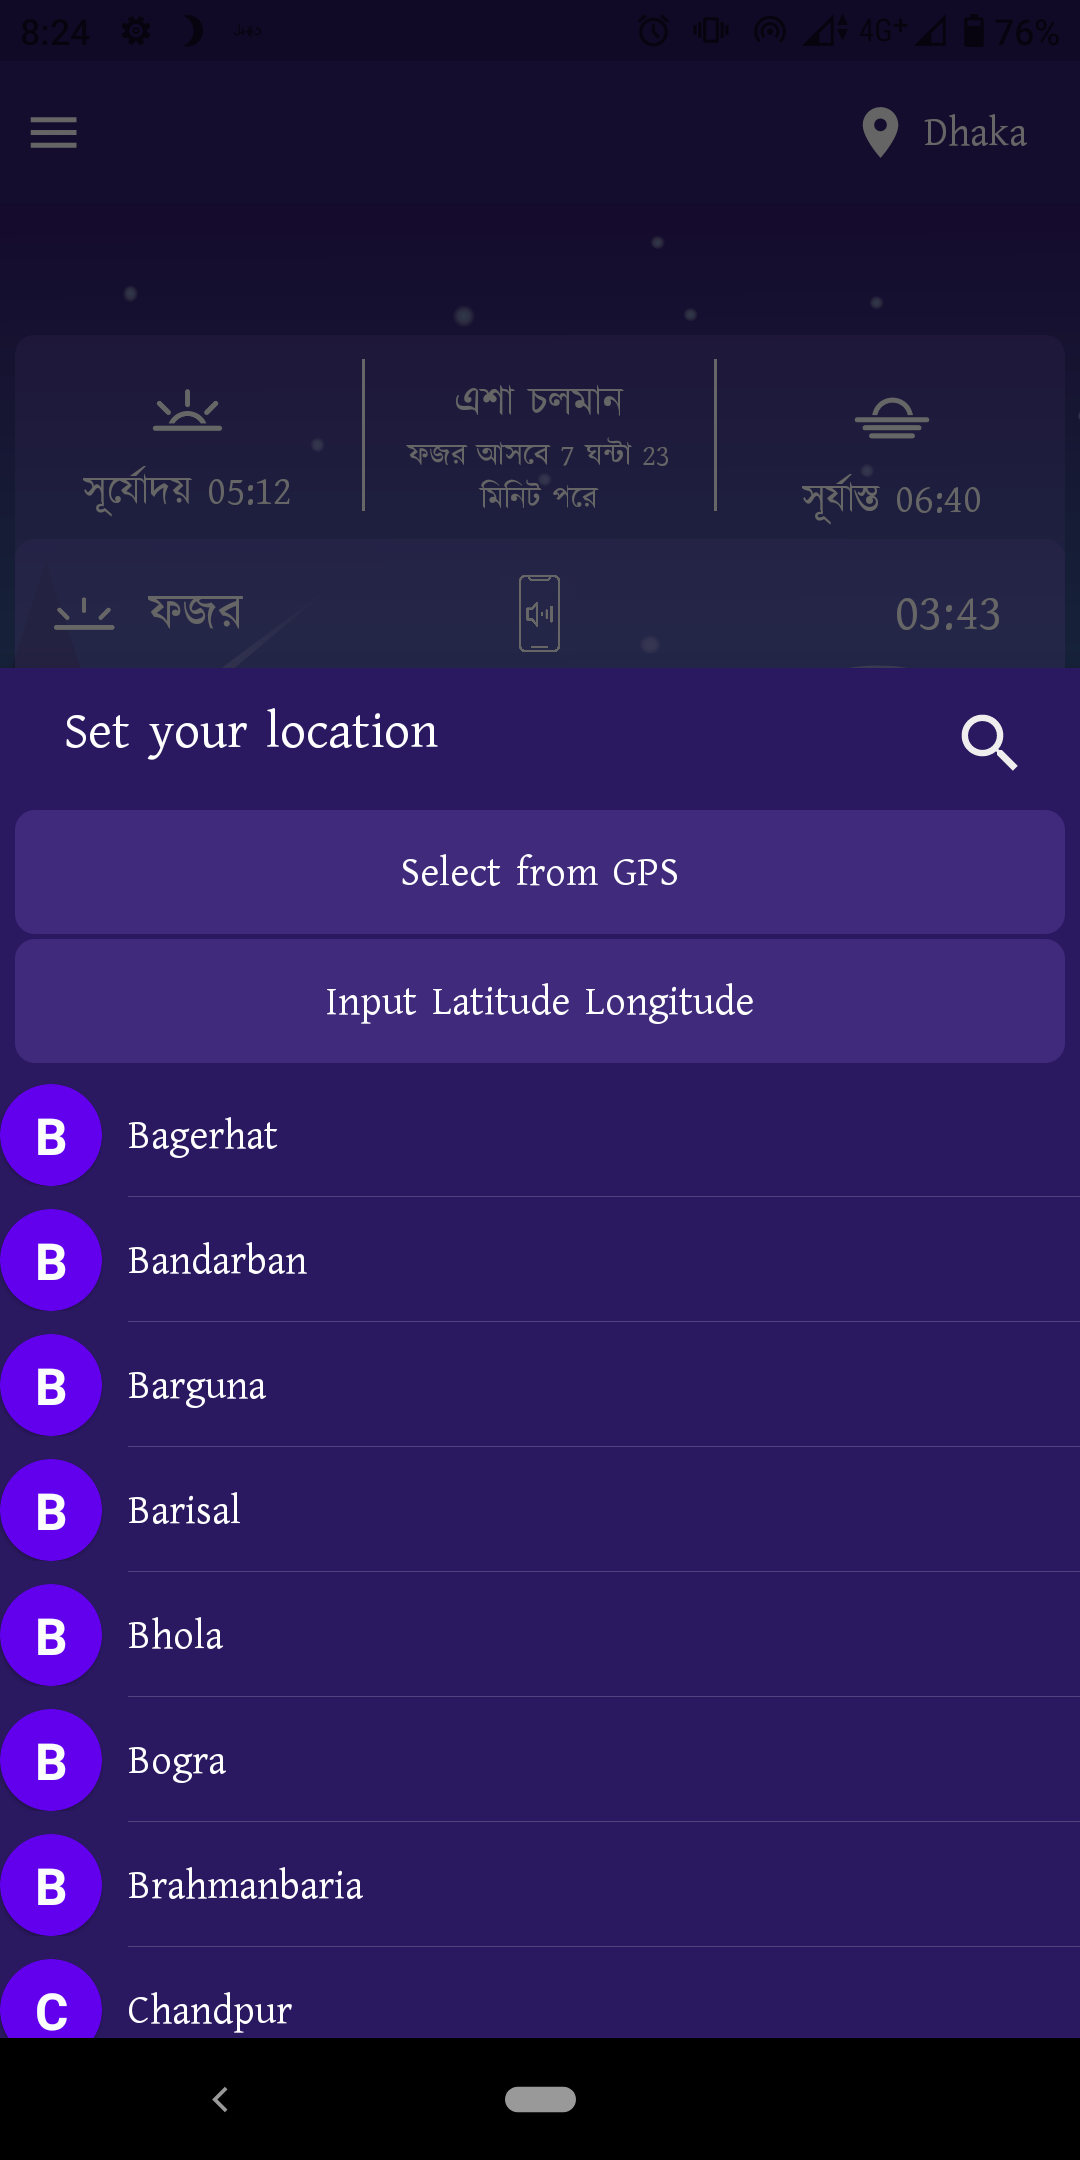 8:24
4G+
76%
Dhaka
এশা চলমান
ফজর আসবে 7 ঘন্টা 23
মিনিট পরে
সূর্যোদয় 05:12
সূর্যাস্ত 06:40
ফজর
03:43
Set your location
Select from GPS
Input Latitude Longitude
B Bagerhat
B Bandarban
B Barguna
B Barisal
B Bhola
B Bogra
B Brahmanbaria
C Chandpur